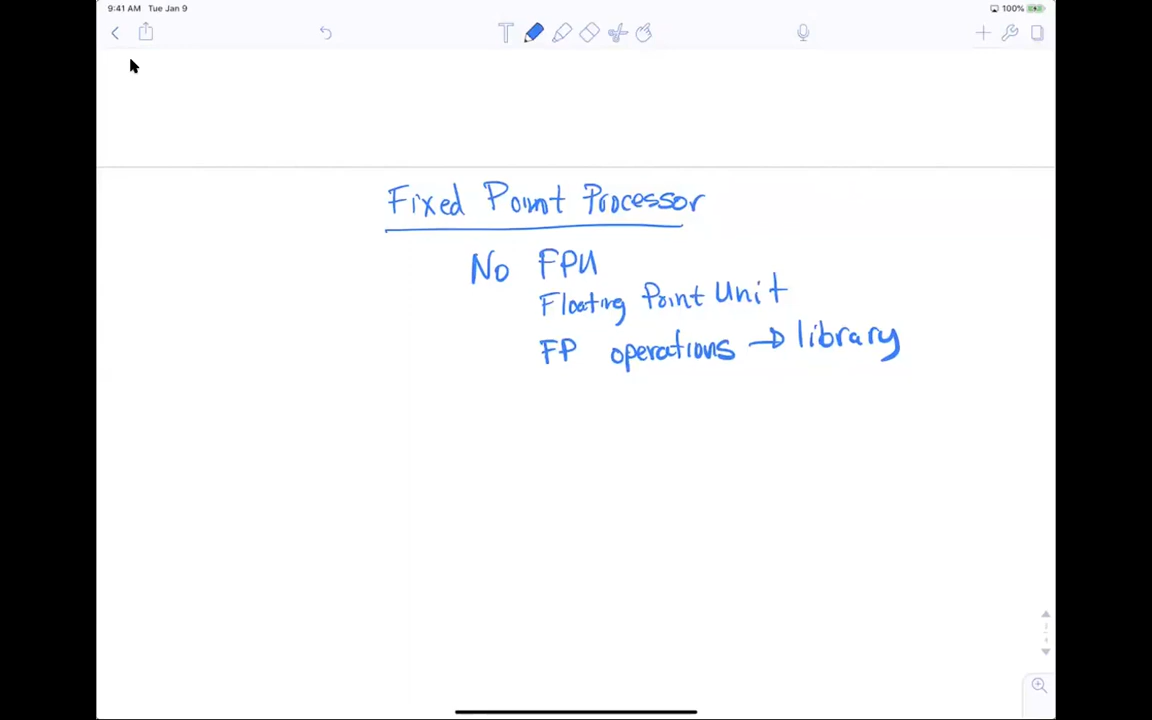 9:41 AM Tue Jan 9
100%
T
Fixed Point Processor
No FPU
Floating Point Unit
FP operations → library